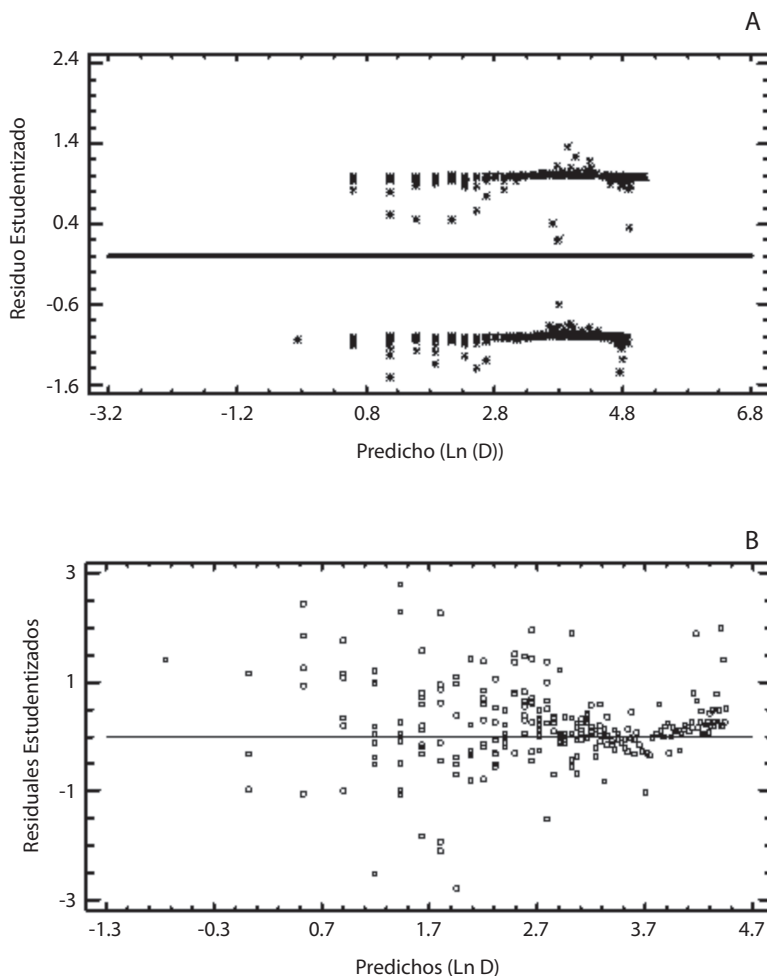 A
2.4
1.4
0.4
-0.6
-1.6
Residuo Estudentizado
-3.2 -1.2 0.8 2.8 4.8 6.8
Predicho (Ln (D))
B
3
1
-1
-3
Residuales Estudentizados
-1.3 -0.3 0.7 1.7 2.7 3.7 4.7
Predichos (Ln D)